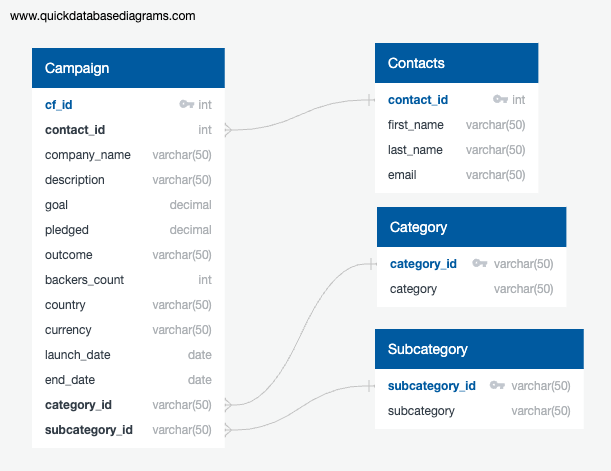 www.quickdatabasediagrams.com
Campaign
cf_id int
contact_id int
company_name varchar(50)
description varchar(50)
goal decimal
pledged decimal
outcome varchar(50)
backers_count int
country varchar(50)
currency varchar(50)
launch_date date
end_date date
category_id varchar(50)
subcategory_id varchar(50)
Contacts
contact_id int
first_name varchar(50)
last_name varchar(50)
email varchar(50)
Category
category_id varchar(50)
category varchar(50)
Subcategory
subcategory_id varchar(50)
subcategory varchar(50)